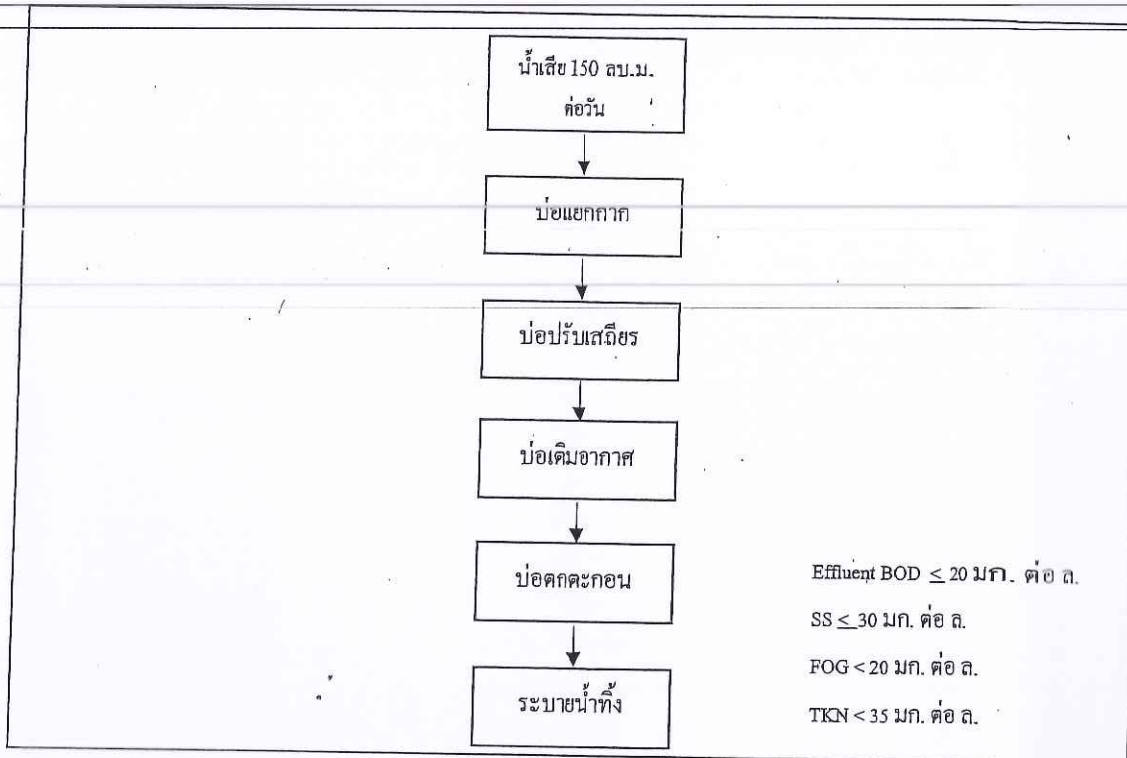 น้ำเสีย 150 ลบ.ม.
ต่อวัน
บ่อแยกกาก
บ่อปรับเสถียร
บ่อเติมอากาศ
บ่อตกตะกอน
ระบายน้ำทิ้ง
Effluent BOD ≤ 20 มก. ต่อ ล.
SS ≤ 30 มก. ต่อ ล.
FOG < 20 มก. ต่อ ล.
TKN < 35 มก. ต่อ ล.